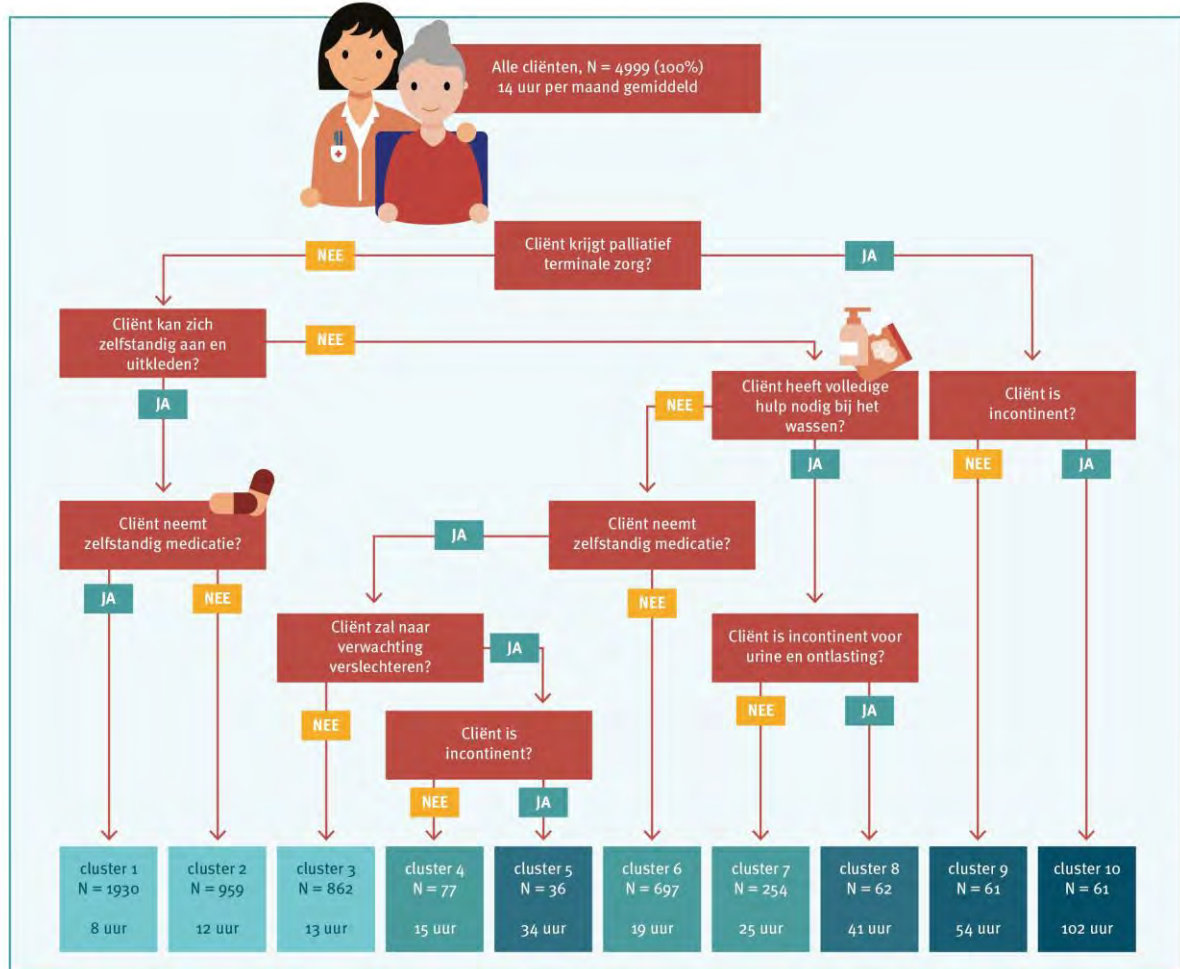 Alle cliënten, N = 4999 (100%)
14 uur per maand gemiddeld
Cliënt krijgt palliatief
terminale zorg?
NEE
JA
Cliënt kan zich
zelfstandig aan en
uitkleden?
NEE
JA
Cliënt heeft volledige
hulp nodig bij het
wassen?
NEE
JA
Cliënt is
incontinent?
NEE
JA
Cliënt neemt
zelfstandig medicatie?
JA
NEE
Cliënt neemt
zelfstandig medicatie?
JA
NEE
Cliënt zal naar
verwachting
verslechteren?
JA
NEE
Cliënt is incontinent voor
urine en ontlasting?
NEE
JA
Cliënt is
incontinent?
NEE
JA
cluster 1
N = 1930
8 uur
cluster 2
N = 959
12 uur
cluster 3
N = 862
13 uur
cluster 4
N = 77
15 uur
cluster 5
N = 36
34 uur
cluster 6
N = 697
19 uur
cluster 7
N = 254
25 uur
cluster 8
N = 62
41 uur
cluster 9
N = 61
54 uur
cluster 10
N = 61
102 uur